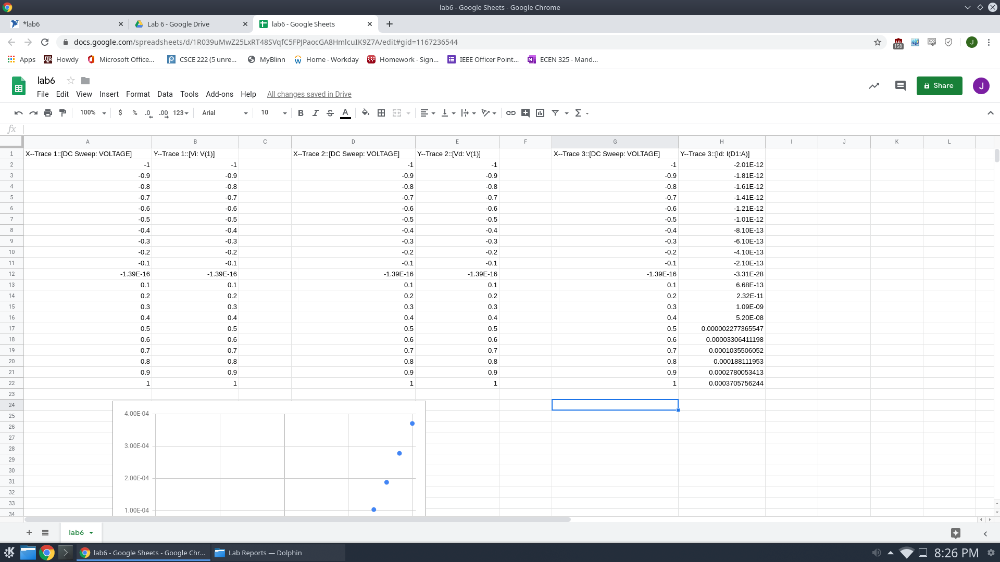 lab6 - Google Sheets - Google Chrome
*lab6
Lab 6 - Google Drive
lab6 - Google Sheets
docs.google.com/spreadsheets/d/1R039uMwZ25LxRT48SVqfC5FPJPaocGA8HmlcuIK9Z7A/edit#gid=1167236544
158
J
Apps Howdy Microsoft Office... CSCE 222 (5 unre... MyBlinn Home - Workday Homework - Sign... IEEE Officer Point... ECEN 325 - Mand...
lab6
File Edit View Insert Format Data Tools Add-ons Help All changes saved in Drive
Share
J
100% $ % .0 .00 123 Arial 10 B I S A Σ
fx
A B C D E F G H I J K L
1 X--Trace 1::[DC Sweep: VOLTAGE] Y--Trace 1::[Vi: V(1)] X--Trace 2::[DC Sweep: VOLTAGE] Y--Trace 2::[Vd: V(1)] X--Trace 3::[DC Sweep: VOLTAGE] Y--Trace 3::[Id: I(D1:A)]
2 -1 -1 -1 -1 -1 -2.01E-12
3 -0.9 -0.9 -0.9 -0.9 -0.9 -1.81E-12
4 -0.8 -0.8 -0.8 -0.8 -0.8 -1.61E-12
5 -0.7 -0.7 -0.7 -0.7 -0.7 -1.41E-12
6 -0.6 -0.6 -0.6 -0.6 -0.6 -1.21E-12
7 -0.5 -0.5 -0.5 -0.5 -0.5 -1.01E-12
8 -0.4 -0.4 -0.4 -0.4 -0.4 -8.10E-13
9 -0.3 -0.3 -0.3 -0.3 -0.3 -6.10E-13
10 -0.2 -0.2 -0.2 -0.2 -0.2 -4.10E-13
11 -0.1 -0.1 -0.1 -0.1 -0.1 -2.10E-13
12 -1.39E-16 -1.39E-16 -1.39E-16 -1.39E-16 -1.39E-16 -3.31E-28
13 0.1 0.1 0.1 0.1 0.1 6.68E-13
14 0.2 0.2 0.2 0.2 0.2 2.32E-11
15 0.3 0.3 0.3 0.3 0.3 1.09E-09
16 0.4 0.4 0.4 0.4 0.4 5.20E-08
17 0.5 0.5 0.5 0.5 0.5 0.000002277365547
18 0.6 0.6 0.6 0.6 0.6 0.00003306411198
19 0.7 0.7 0.7 0.7 0.7 0.0001035506052
20 0.8 0.8 0.8 0.8 0.8 0.000188111953
21 0.9 0.9 0.9 0.9 0.9 0.0002780053413
22 1 1 1 1 1 0.0003705756244
23
24
25 4.00E-04
26
27
28 3.00E-04
29
30
31 2.00E-04
32
33
34 1.00E-04
lab6
lab6 - Google Sheets - Google Chr...
Lab Reports — Dolphin
8:26 PM